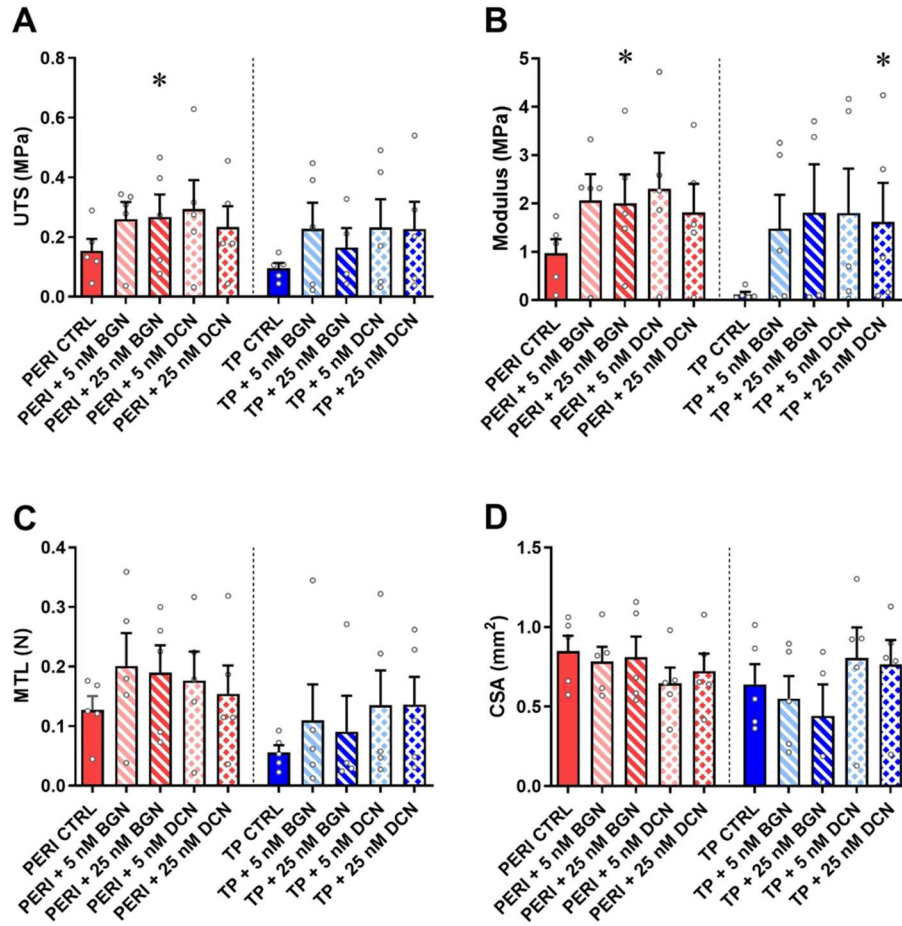 A
UTS (MPa)
0.8
0.6
0.4
0.2
0.0
*
PERI CTRL
PERI + 5 nM BGN
PERI + 25 nM BGN
PERI + 5 nM DCN
PERI + 25 nM DCN
TP CTRL
TP + 5 nM BGN
TP + 25 nM BGN
TP + 5 nM DCN
TP + 25 nM DCN
B
Modulus (MPa)
5
4
3
2
1
0
*
*
PERI CTRL
PERI + 5 nM BGN
PERI + 25 nM BGN
PERI + 5 nM DCN
PERI + 25 nM DCN
TP CTRL
TP + 5 nM BGN
TP + 25 nM BGN
TP + 5 nM DCN
TP + 25 nM DCN
C
MTL (N)
0.4
0.3
0.2
0.1
0.0
PERI CTRL
PERI + 5 nM BGN
PERI + 25 nM BGN
PERI + 5 nM DCN
PERI + 25 nM DCN
TP CTRL
TP + 5 nM BGN
TP + 25 nM BGN
TP + 5 nM DCN
TP + 25 nM DCN
D
CSA (mm²)
1.5
1.0
0.5
0.0
PERI CTRL
PERI + 5 nM BGN
PERI + 25 nM BGN
PERI + 5 nM DCN
PERI + 25 nM DCN
TP CTRL
TP + 5 nM BGN
TP + 25 nM BGN
TP + 5 nM DCN
TP + 25 nM DCN